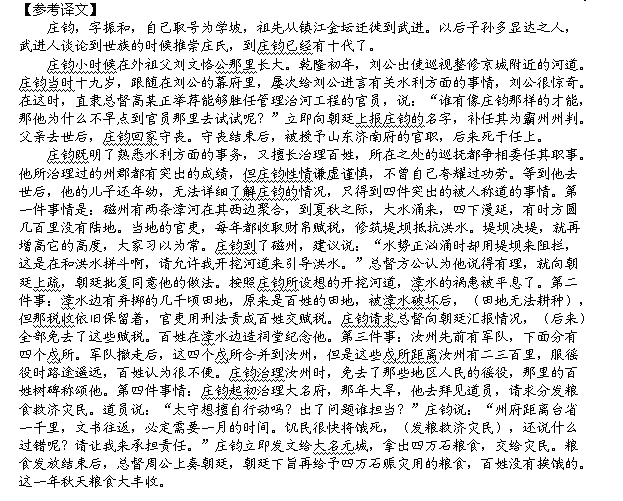 【参考译文】
庄钧，字振和，自己取号为学坡，祖先从镇江金坛迁徙到武进。以后子孙多显达之人，
武进人谈论到世族的时候推崇庄氏，到庄钧已经有十代了。
庄钧小时候在外祖父刘文恪公那里长大。乾隆初年，刘公出使巡视整修京城附近的河道。
庄钧当时十九岁，跟随在刘公的幕府里，屡次给刘公进言有关水利方面的事情，刘公很惊奇。
在这时，直隶总督高某正举荐能够胜任管理治河工程的官员，说：“谁有像庄钧那样的才能，
那他为什么不早点到官员那里去试试呢？”立即向朝廷上报庄钧的名字，补任其为霸州州判。
父亲去世后，庄钧回家守丧。守丧结束后，被授予山东济南府的官职，后来死于任上。
庄钧既明了熟悉水利方面的事务，又擅长治理百姓，所在之处的巡抚都争相委任其职事。
他所治理过的州郡都有突出的成绩，但庄钧性情谦虚谨慎，不曾自己夸耀过功劳。等到他去
世后，他的儿子还年幼，无法详细了解庄钧的情况，只得到四件突出的被人称道的事情。第
一件事情是：磁州有两条漳河在其西边聚合，到夏秋之际，大水涌来，四下漫延，有时方圆
几百里没有陆地。当地的官吏，每年都收取财帛赋税，修筑堤坝抵抗洪水。堤坝决堤，就再
增高它的高度，大家习以为常。庄钧到了磁州，建议说：“水势正汹涌时却用堤坝来阻拦，
这是在和洪水拼斗啊，请允许我开挖河道来引导洪水。”总督方公认为他说得有理，就向朝
廷上疏，朝廷批复同意他的做法。按照庄钧所设想的开挖河道，漳水的祸患被平息了。第二
件事：漳水边有弃掷的几千顷田地，原来是百姓的田地，被漳水破坏后，（田地无法耕种），
但那税收依旧保留着，官吏用刑法责成百姓交赋税。庄钧请求总督向朝廷汇报情况，（后来）
全部免去了这些赋税。百姓在漳水边造祠堂纪念他。第三件事：汝州先前有军队，下面分有
四个戍所。军队撤走后，这四个戍所合并到汝州，但是这些戍所距离汝州有二三百里，服徭
役时路途遥远，百姓认为很不便。庄钧治理汝州时，免去了那些地区人民的徭役，那里的百
姓树碑称颂他。第四件事情：庄钧起初治理大名府，那年大旱，他去拜见道员，请求分发粮
食救济灾民。道员说：“太守想擅自行动吗？出了问题谁担当？”庄钧说：“州府距离台省
一千里，文书往返，必定需要一月的时间。饥民很快将饿死，（发粮救济灾民），还说什么
过错呢？请让我来承担责任。”庄钧立即发文给大名元城，拿出四万石粮食，交给灾民。粮
食发放结束后，总督周公上奏朝廷，朝廷下旨再给予四万石赈灾用的粮食，百姓没有挨饿的。
这一年秋天粮食大丰收。